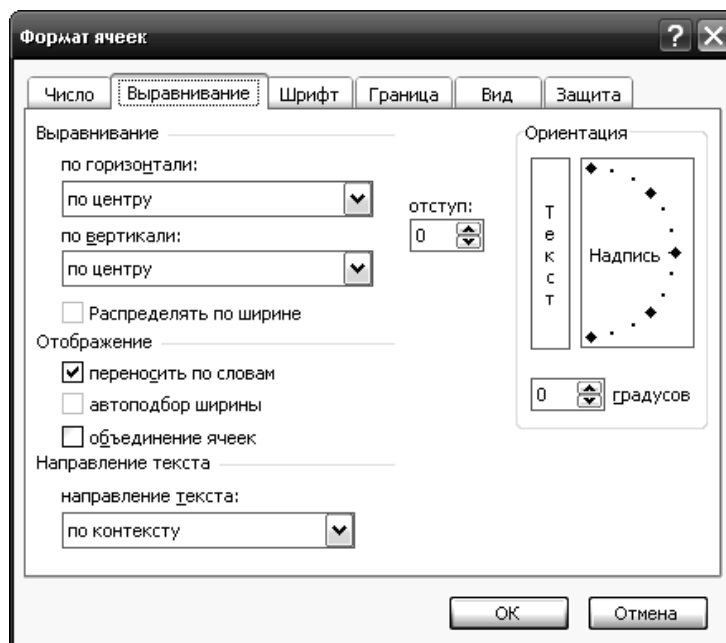 Формат ячеек
Число Выравнивание Шрифт Граница Вид Защита
Выравнивание
по горизонтали:
по центру
отступ:
0
по вертикали:
по центру
Распределять по ширине
Отображение
переносить по словам
автоподбор ширины
объединение ячеек
Направление текста
направление текста:
по контексту
Ориентация
Текст
Надпись
0 градусов
ОК Отмена